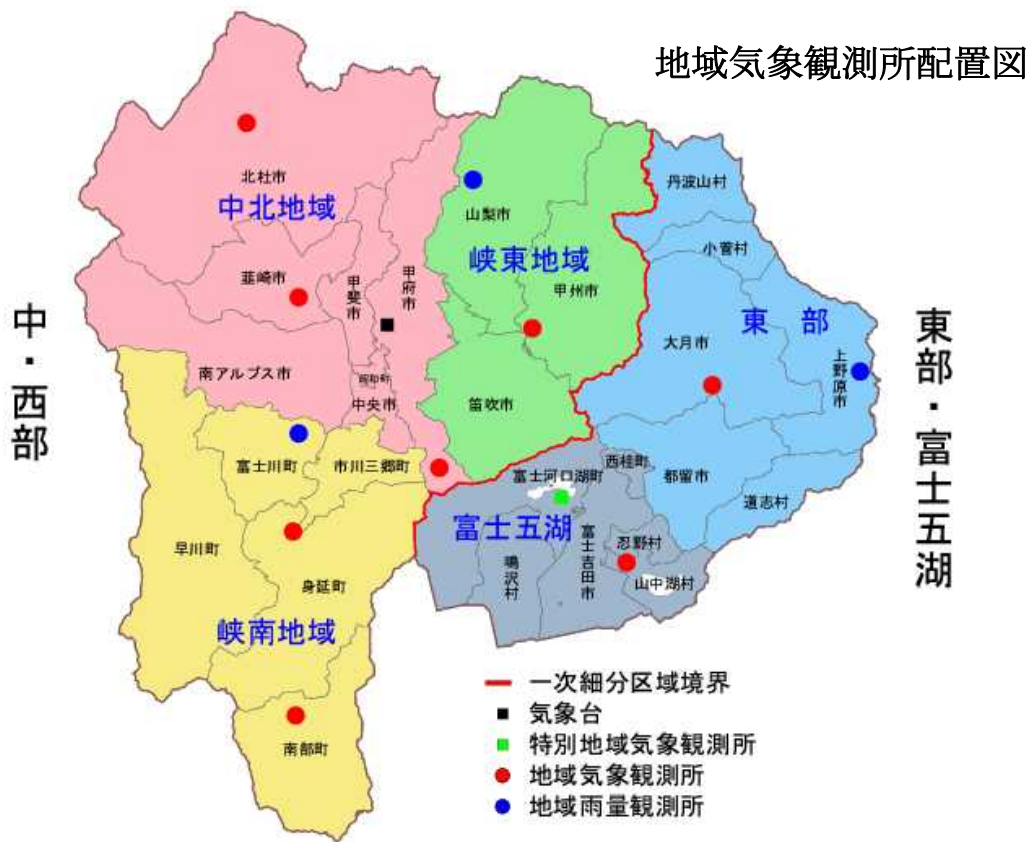 地域気象観測所配置図
北杜市
中北地域
韮崎市
甲斐市
甲府市
南アルプス市
昭和町
中央市
山梨市
峡東地域
甲州市
笛吹市
丹波山村
小菅村
東 部
大月市
上野原市
都留市
道志村
中・西部
東部・富士五湖
富士川町
市川三郷町
早川町
身延町
峡南地域
南部町
西桂町
富士河口湖町
富士五湖
鳴沢村
富士吉田市
忍野村
山中湖村
一次細分区域境界
気象台
特別地域気象観測所
地域気象観測所
地域雨量観測所